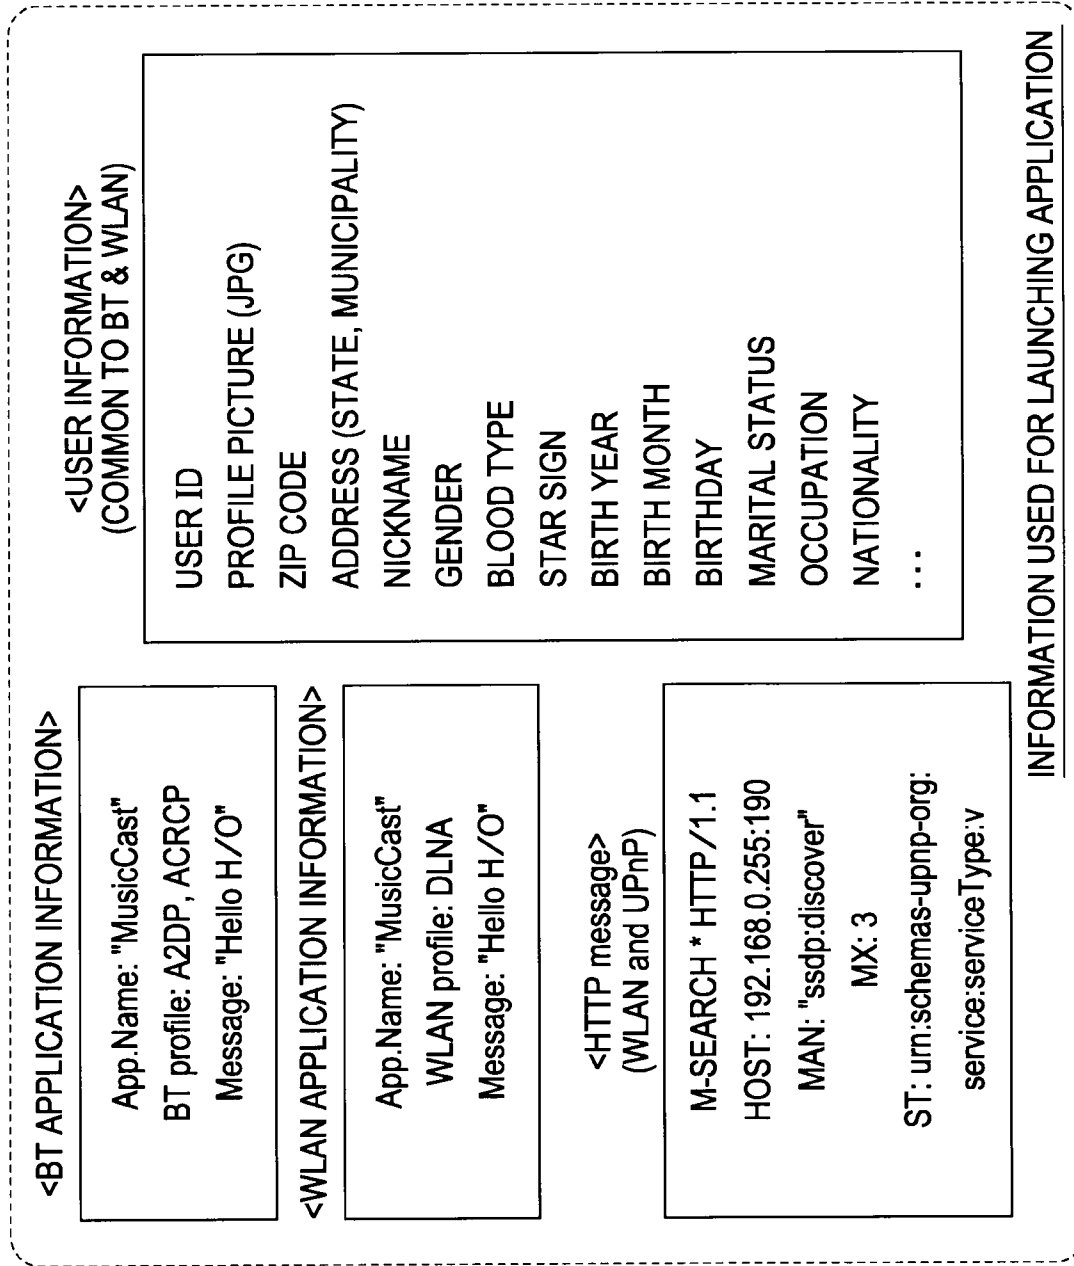 <BT APPLICATION INFORMATION>
App.Name: "MusicCast"
BT profile: A2DP, ACRCP
Message: "Hello H/O"
<WLAN APPLICATION INFORMATION>
App.Name: "MusicCast"
WLAN profile: DLNA
Message: "Hello H/O"
<HTTP message>
(WLAN and UPnP)
M-SEARCH * HTTP/1.1
HOST: 192.168.0.255:190
MAN: "ssdp:discover"
MX: 3
ST: urn:schemas-upnp-org:
service:serviceType:v
<USER INFORMATION>
(COMMON TO BT & WLAN)
USER ID
PROFILE PICTURE (JPG)
ZIP CODE
ADDRESS (STATE, MUNICIPALITY)
NICKNAME
GENDER
BLOOD TYPE
STAR SIGN
BIRTH YEAR
BIRTH MONTH
BIRTHDAY
MARITAL STATUS
OCCUPATION
NATIONALITY
...
INFORMATION USED FOR LAUNCHING APPLICATION